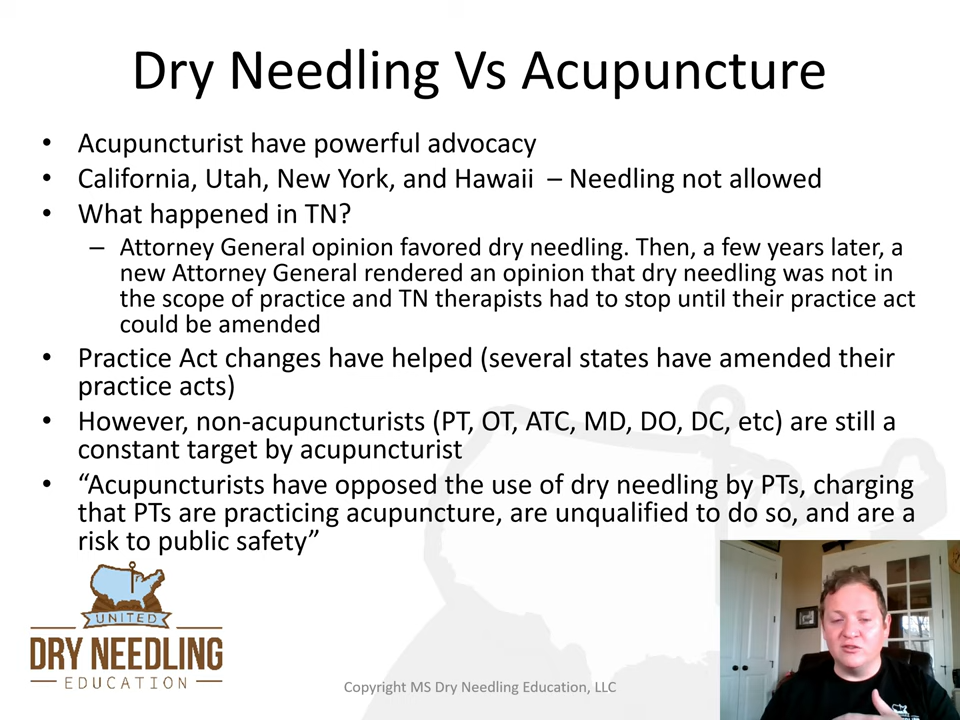 Dry Needling Vs Acupuncture
• Acupuncturist have powerful advocacy
• California, Utah, New York, and Hawaii – Needling not allowed
• What happened in TN?
– Attorney General opinion favored dry needling. Then, a few years later, a
new Attorney General rendered an opinion that dry needling was not in
the scope of practice and TN therapists had to stop until their practice act
could be amended
• Practice Act changes have helped (several states have amended their
practice acts)
• However, non-acupuncturists (PT, OT, ATC, MD, DO, DC, etc) are still a
constant target by acupuncturist
• “Acupuncturists have opposed the use of dry needling by PTs, charging
that PTs are practicing acupuncture, are unqualified to do so, and are a
risk to public safety”
UNITED
DRY NEEDLING
EDUCATION
Copyright MS Dry Needling Education, LLC